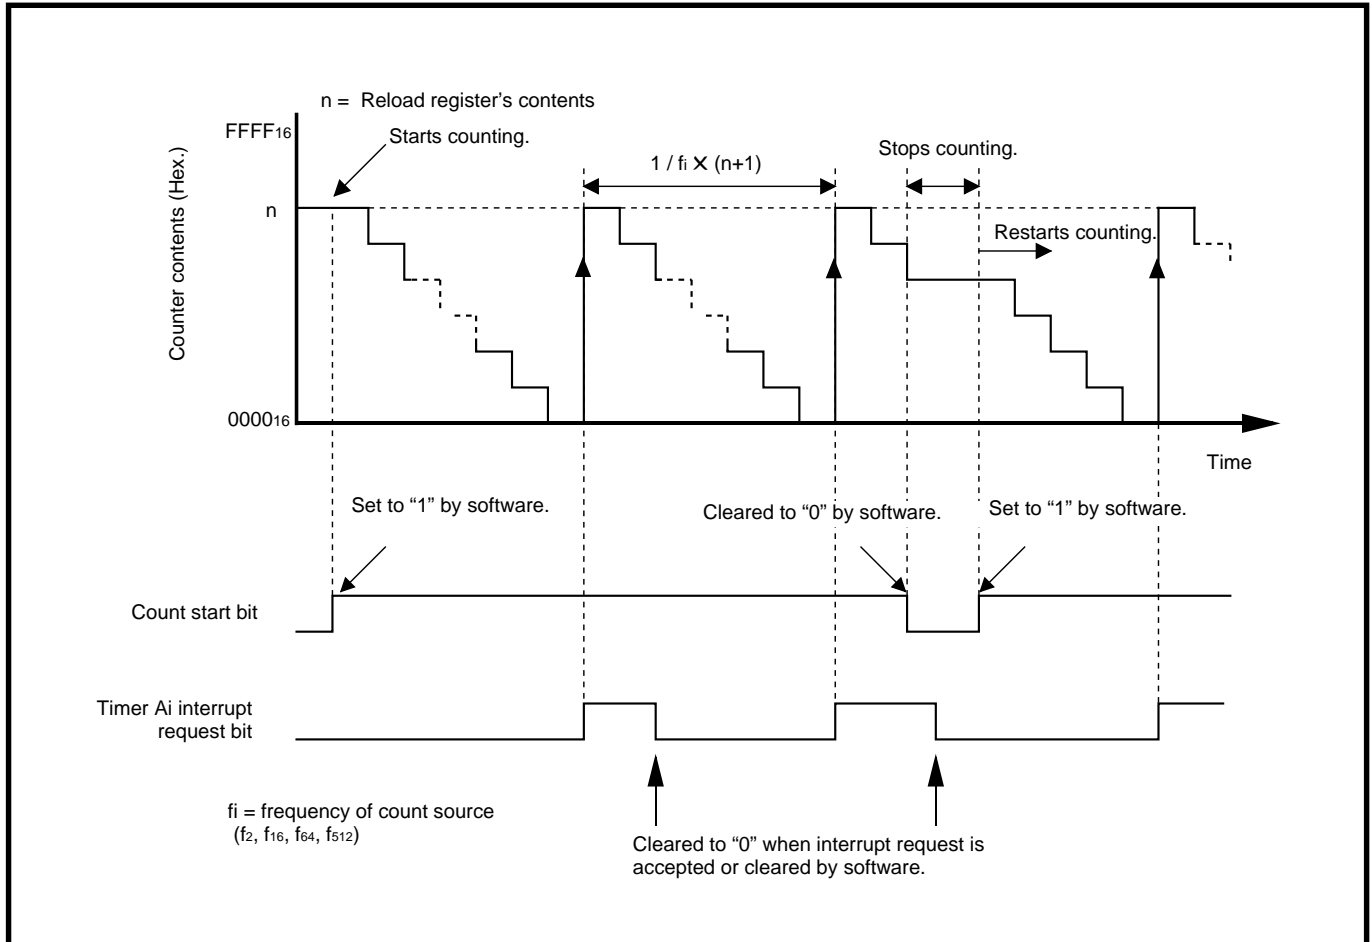 n = Reload register’s contents
FFFF16
Starts counting.
Stops counting.
1 / fi X (n+1)
n
Restarts counting.
Counter contents (Hex.)
000016
Time
Set to “1” by software.
Cleared to “0” by software.
Set to “1” by software.
Count start bit
Timer Ai interrupt
request bit
fi = frequency of count source
(f2, f16, f64, f512)
Cleared to “0” when interrupt request is
accepted or cleared by software.